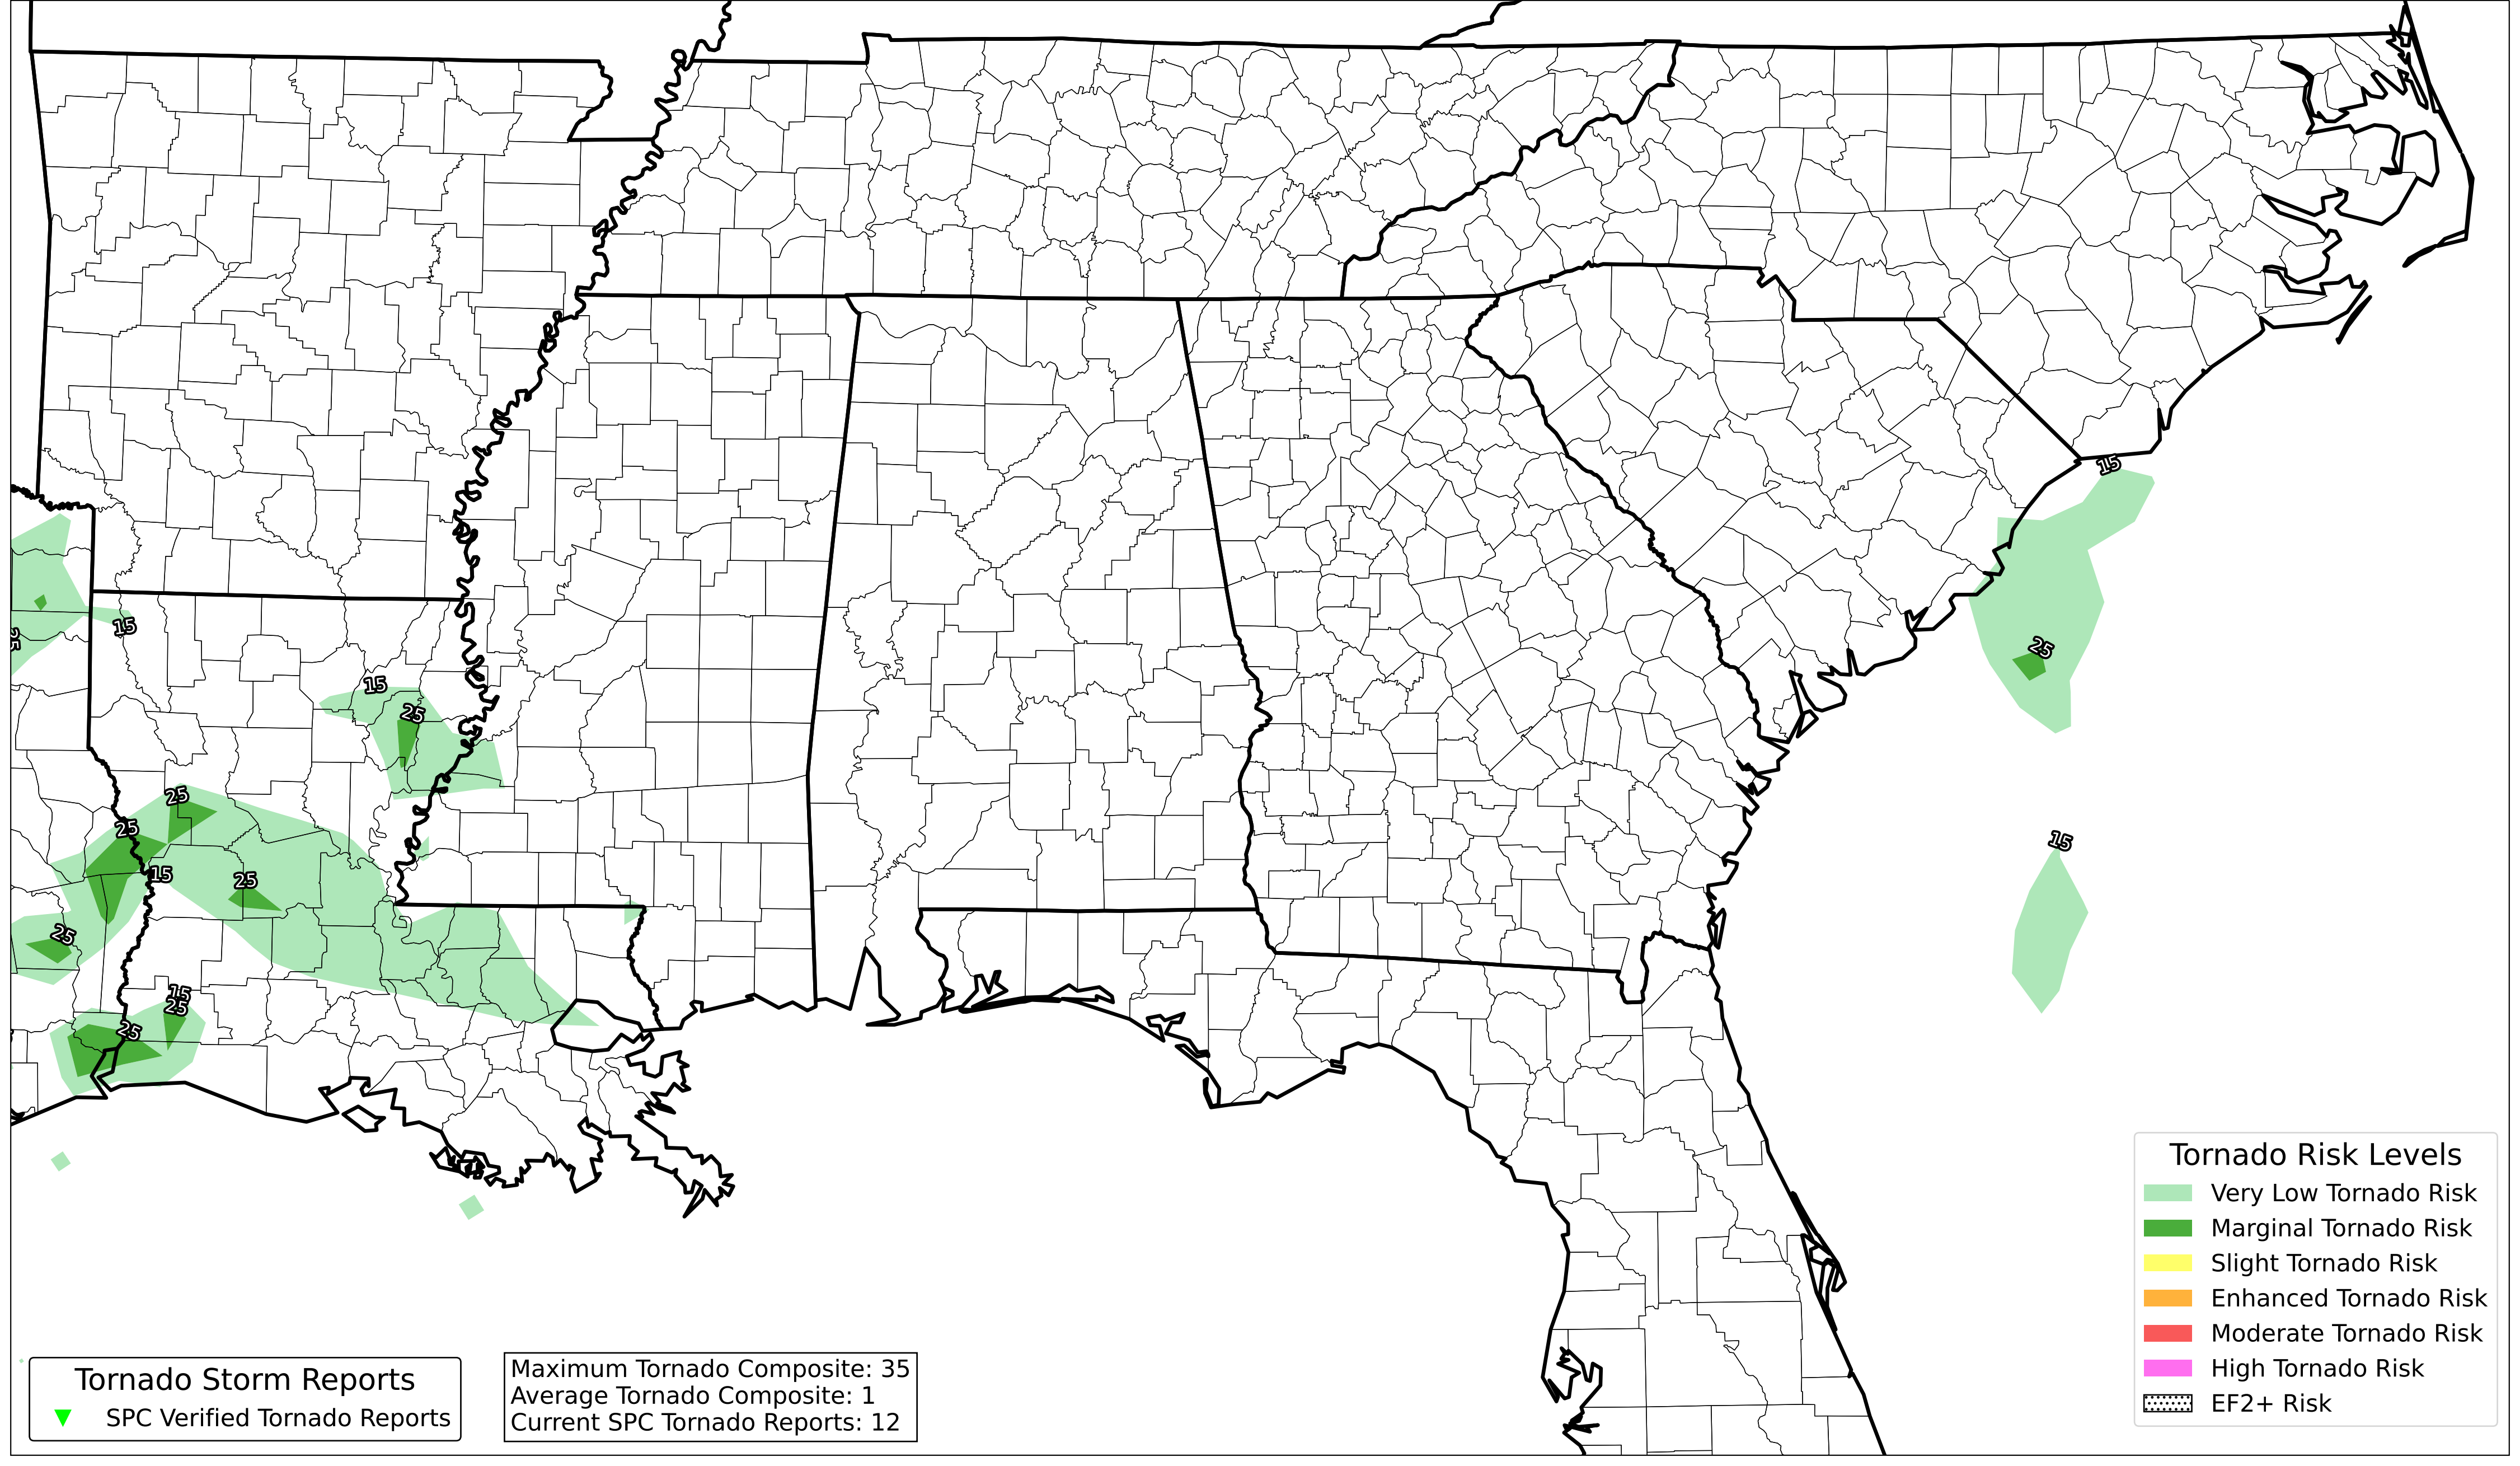 15
15
25
15
25
25
25
15
25
25
15
25
25
15
Tornado Risk Levels
Very Low Tornado Risk
Marginal Tornado Risk
Slight Tornado Risk
Enhanced Tornado Risk
Moderate Tornado Risk
High Tornado Risk
EF2+ Risk
Tornado Storm Reports
SPC Verified Tornado Reports
Maximum Tornado Composite: 35
Average Tornado Composite: 1
Current SPC Tornado Reports: 12